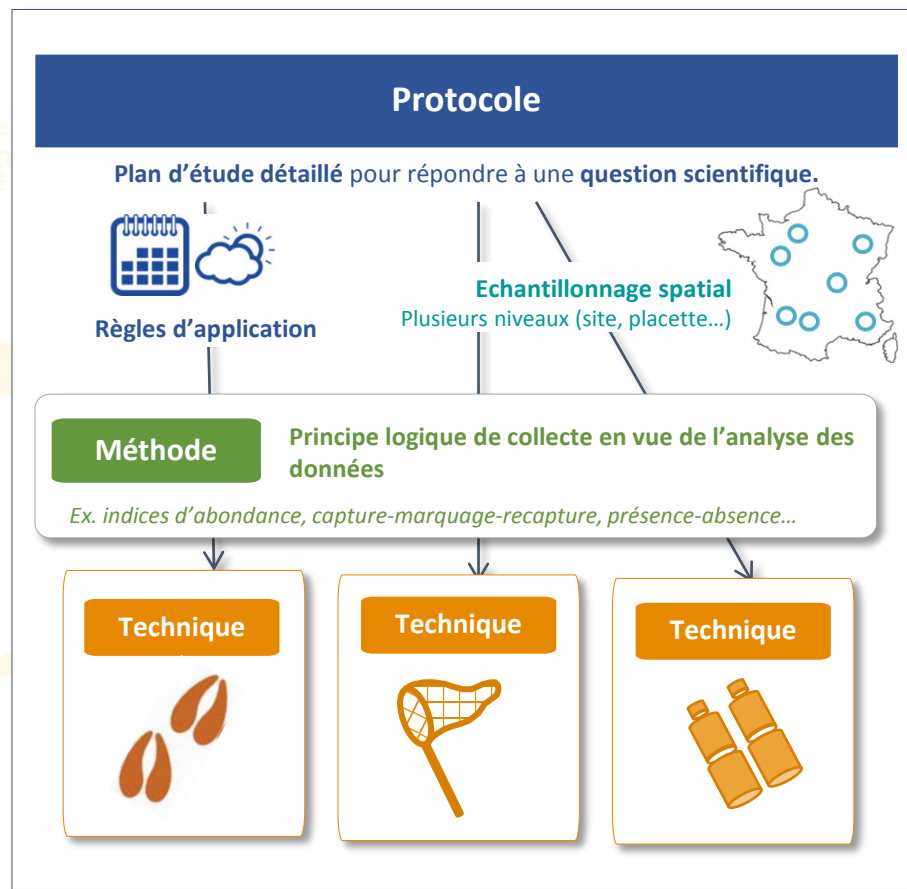 Protocole
Plan d’étude détaillé pour répondre à une question scientifique.
Règles d’application
Echantillonnage spatial
Plusieurs niveaux (site, placette…)
Méthode
Principe logique de collecte en vue de l’analyse des
données
Ex. indices d’abondance, capture-marquage-recapture, présence-absence…
Technique
Technique
Technique